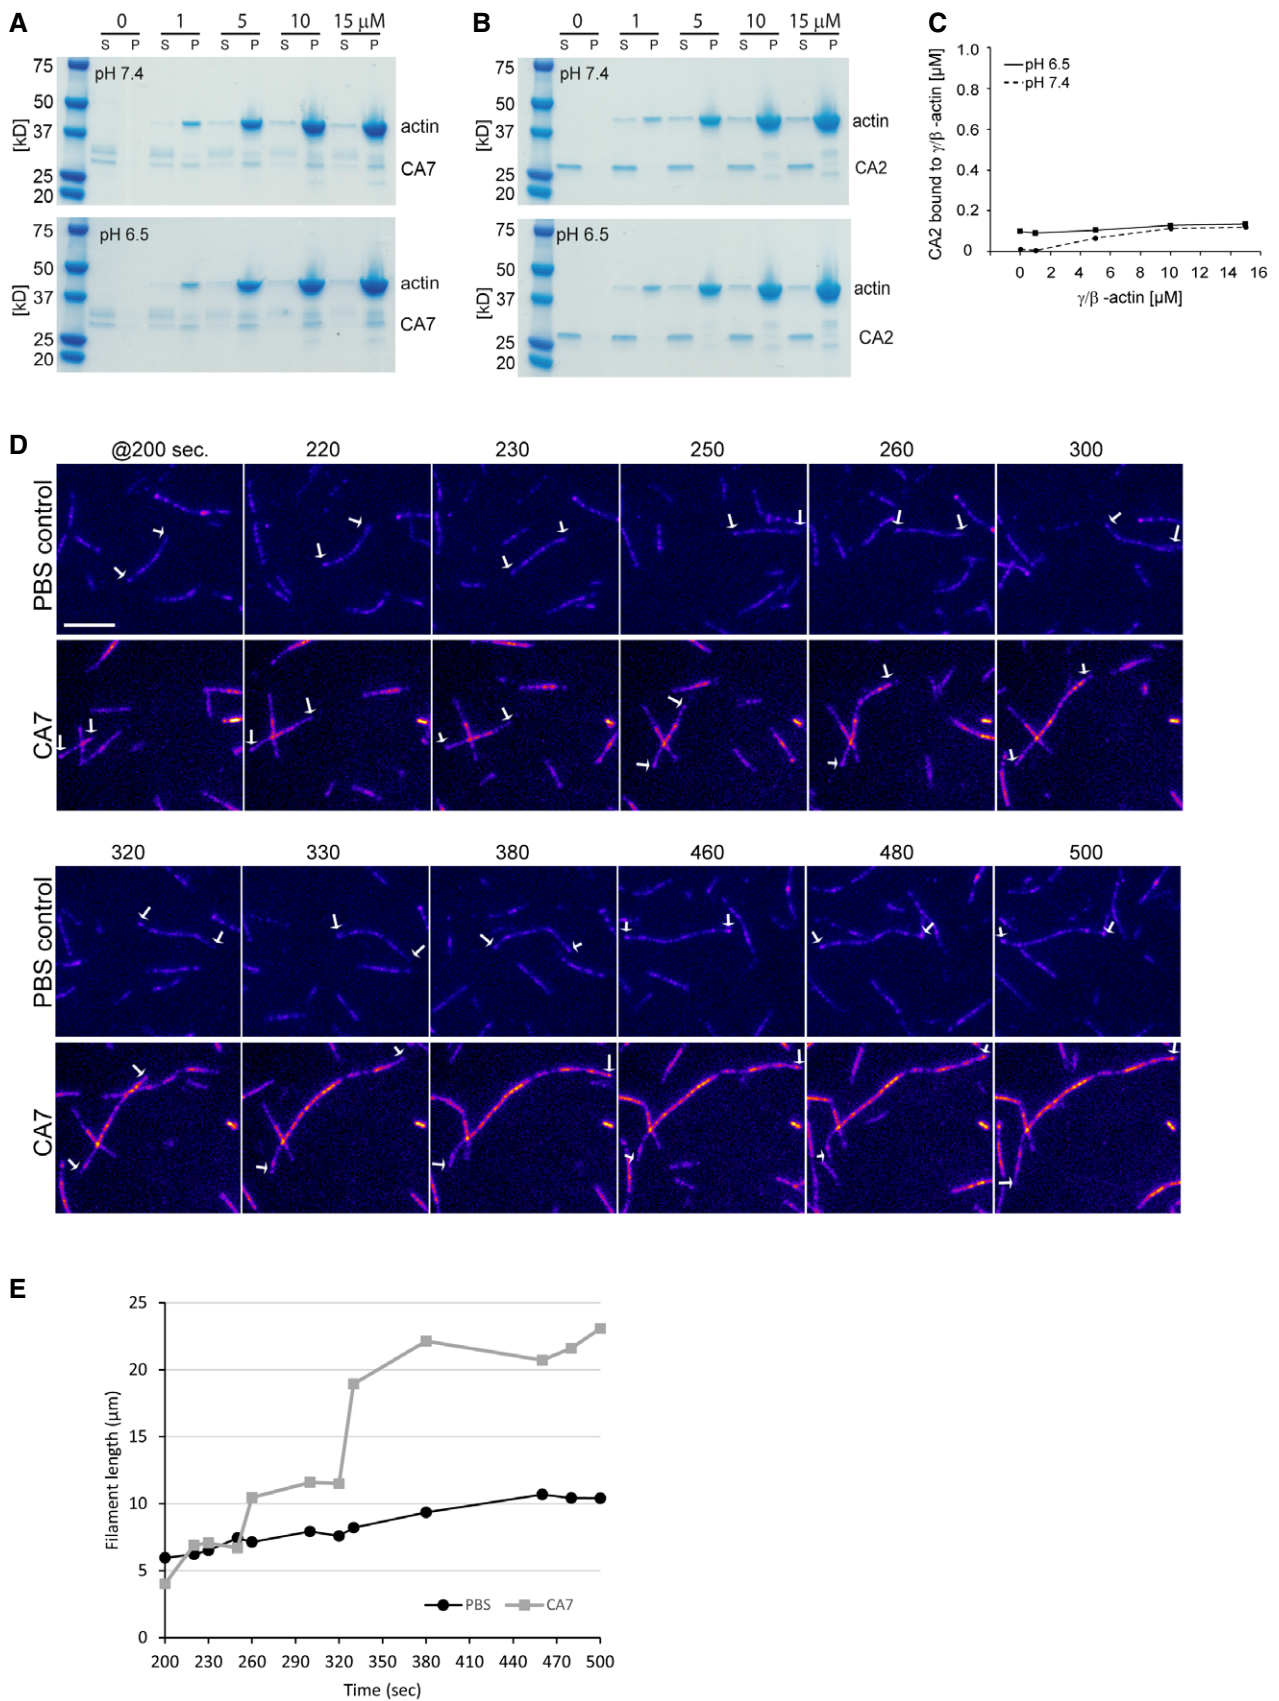 A
0 1 5 10 15 μM
S P S P S P S P S P
75
50
37
25
20
[kD]
pH 7.4
actin
CA7
75
50
37
25
20
[kD]
pH 6.5
actin
CA7
B
0 1 5 10 15 μM
S P S P S P S P S P
75
50
37
25
20
[kD]
pH 7.4
actin
CA2
75
50
37
25
20
[kD]
pH 6.5
actin
CA2
C
CA2 bound to γ/β -actin [μM]
1.0
0.8
0.6
0.4
0.2
0
pH 6.5
pH 7.4
0 2 4 6 8 10 12 14 16
γ/β -actin [μM]
D
@200 sec. 220 230 250 260 300
PBS control
CA7
320 330 380 460 480 500
PBS control
CA7
E
Filament length (μm)
25
20
15
10
5
0
PBS CA7
200 230 260 290 320 350 380 410 440 470 500
Time (sec)